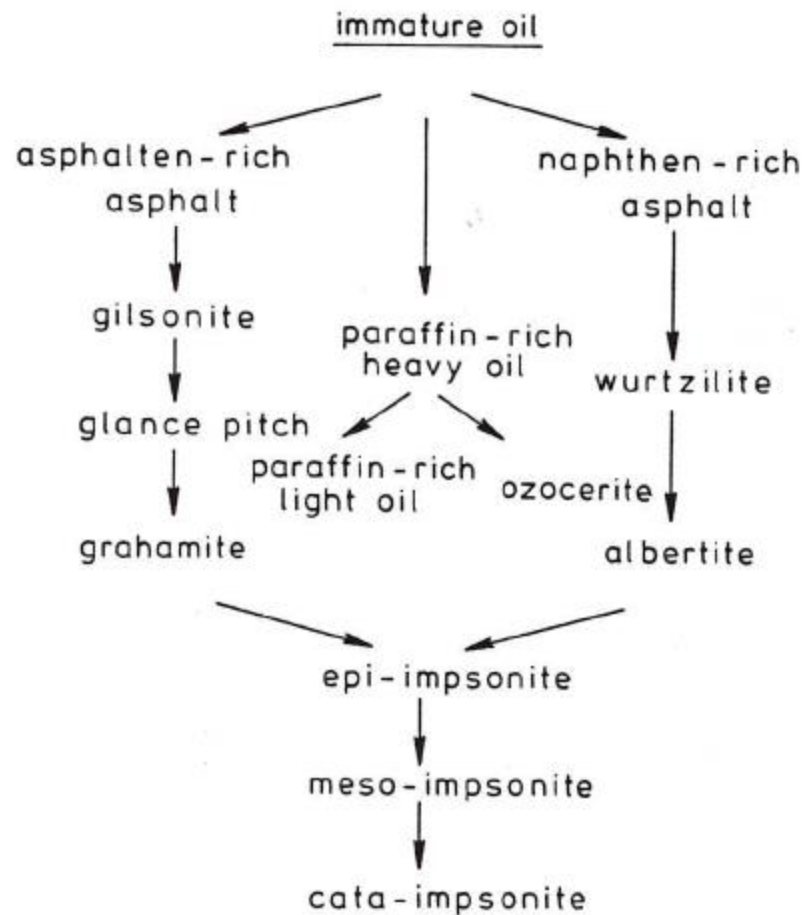 immature oil
asphalten-rich
asphalt
naphthen-rich
asphalt
gilsonite
paraffin-rich
heavy oil
wurtzilite
glance pitch
paraffin-rich
light oil
ozocerite
grahamite
albertite
epi-impsonite
meso-impsonite
cata-impsonite